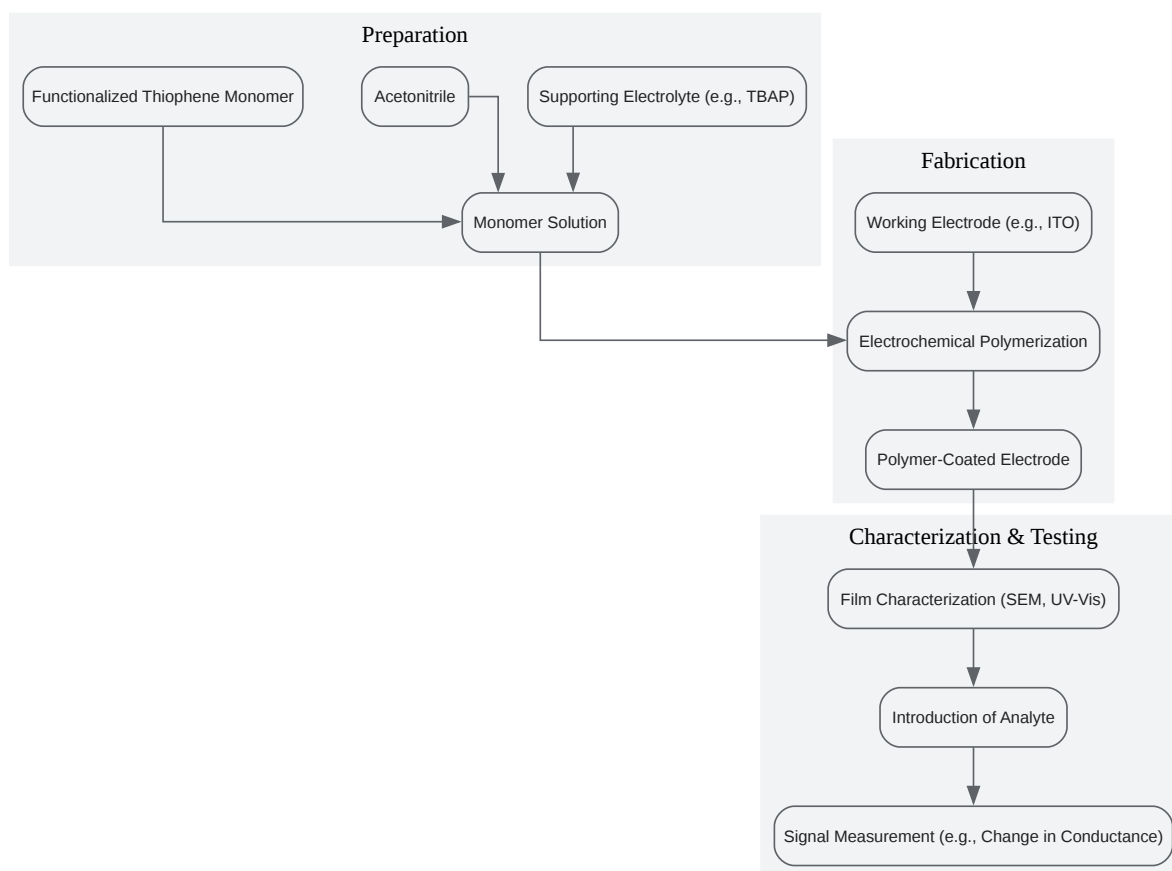 Preparation
Functionalized Thiophene Monomer
Acetonitrile
Supporting Electrolyte (e.g., TBAP)
Monomer Solution
Fabrication
Working Electrode (e.g., ITO)
Electrochemical Polymerization
Polymer-Coated Electrode
Characterization & Testing
Film Characterization (SEM, UV-Vis)
Introduction of Analyte
Signal Measurement (e.g., Change in Conductance)